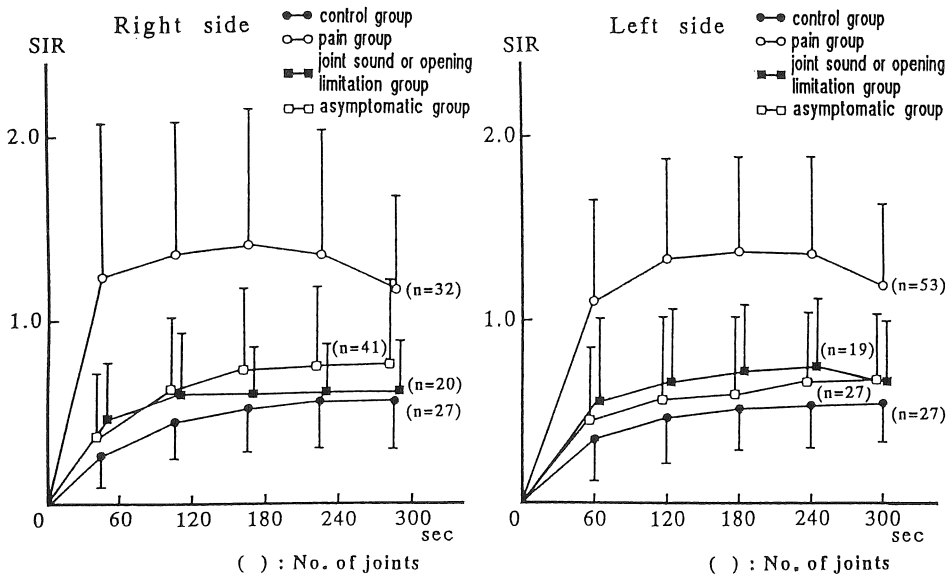 Right side
SIR
control group
pain group
joint sound or opening
limitation group
asymptomatic group
2.0
1.0
0
(n=32)
(n=41)
(n=20)
(n=27)
60 120 180 240 300
sec
( ) : No. of joints
Left side
SIR
control group
pain group
joint sound or opening
limitation group
asymptomatic group
2.0
1.0
0
(n=53)
(n=19)
(n=27)
(n=27)
60 120 180 240 300
sec
( ) : No. of joints